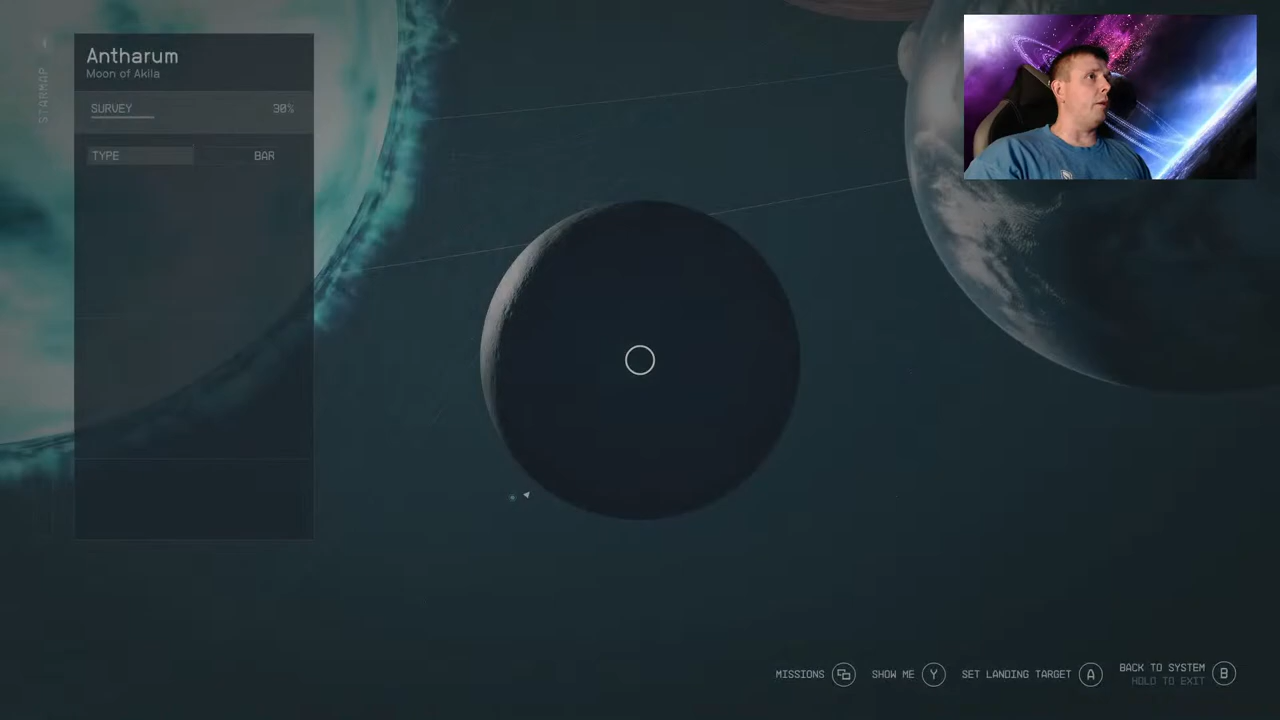 STARMAP
Antharum
Moon of Akila
SURVEY 30%
TYPE BAR
MISSIONS
SHOW ME Y
SET LANDING TARGET A
BACK TO SYSTEM B
HOLD TO EXIT